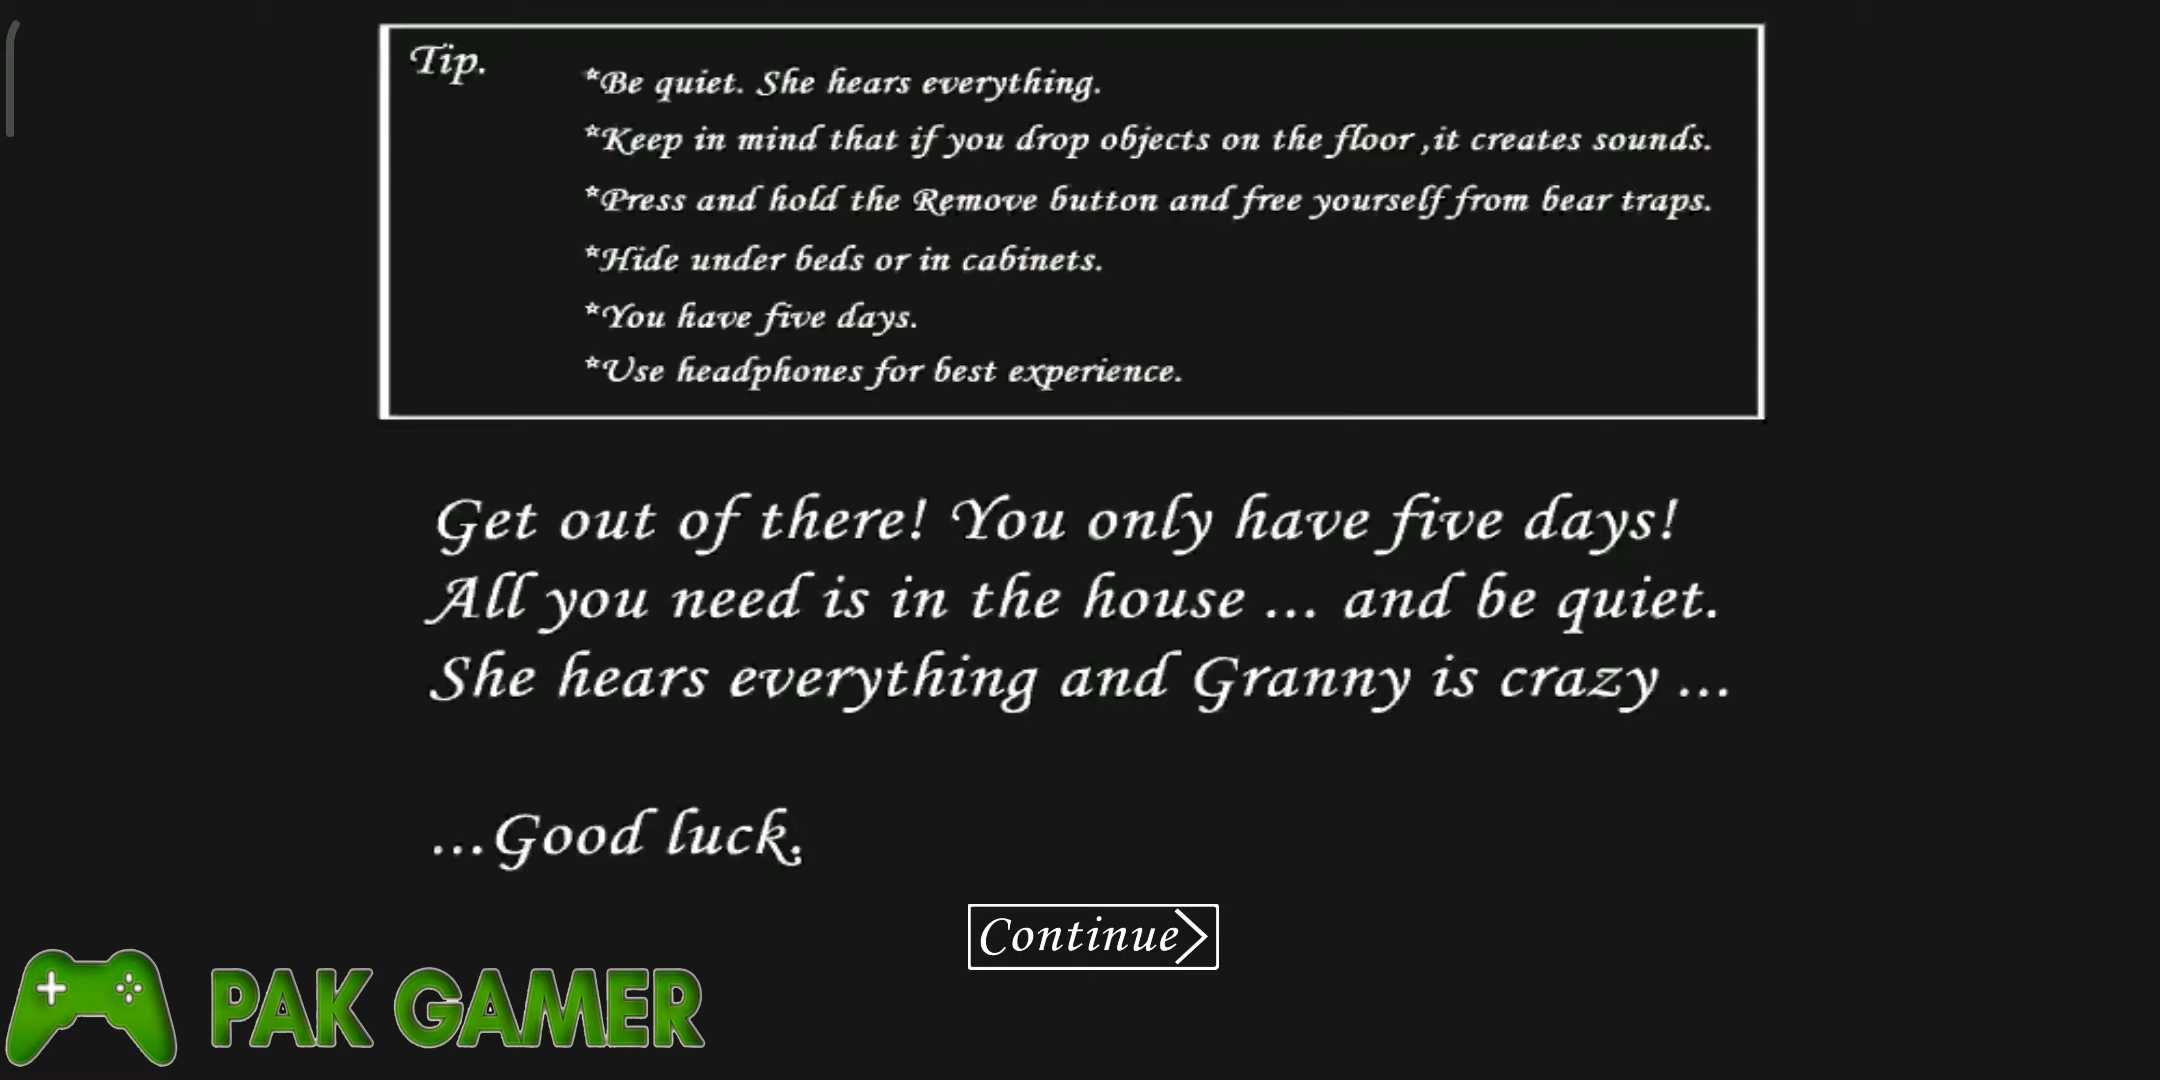 Tip.
*Be quiet. She hears everything.
*Keep in mind that if you drop objects on the floor ,it creates sounds.
*Press and hold the Remove button and free yourself from bear traps.
*Hide under beds or in cabinets.
*You have five days.
*Use headphones for best experience.
Get out of there! You only have five days!
All you need is in the house ... and be quiet.
She hears everything and Granny is crazy ...
...Good luck.
Continue>
PAK GAMER